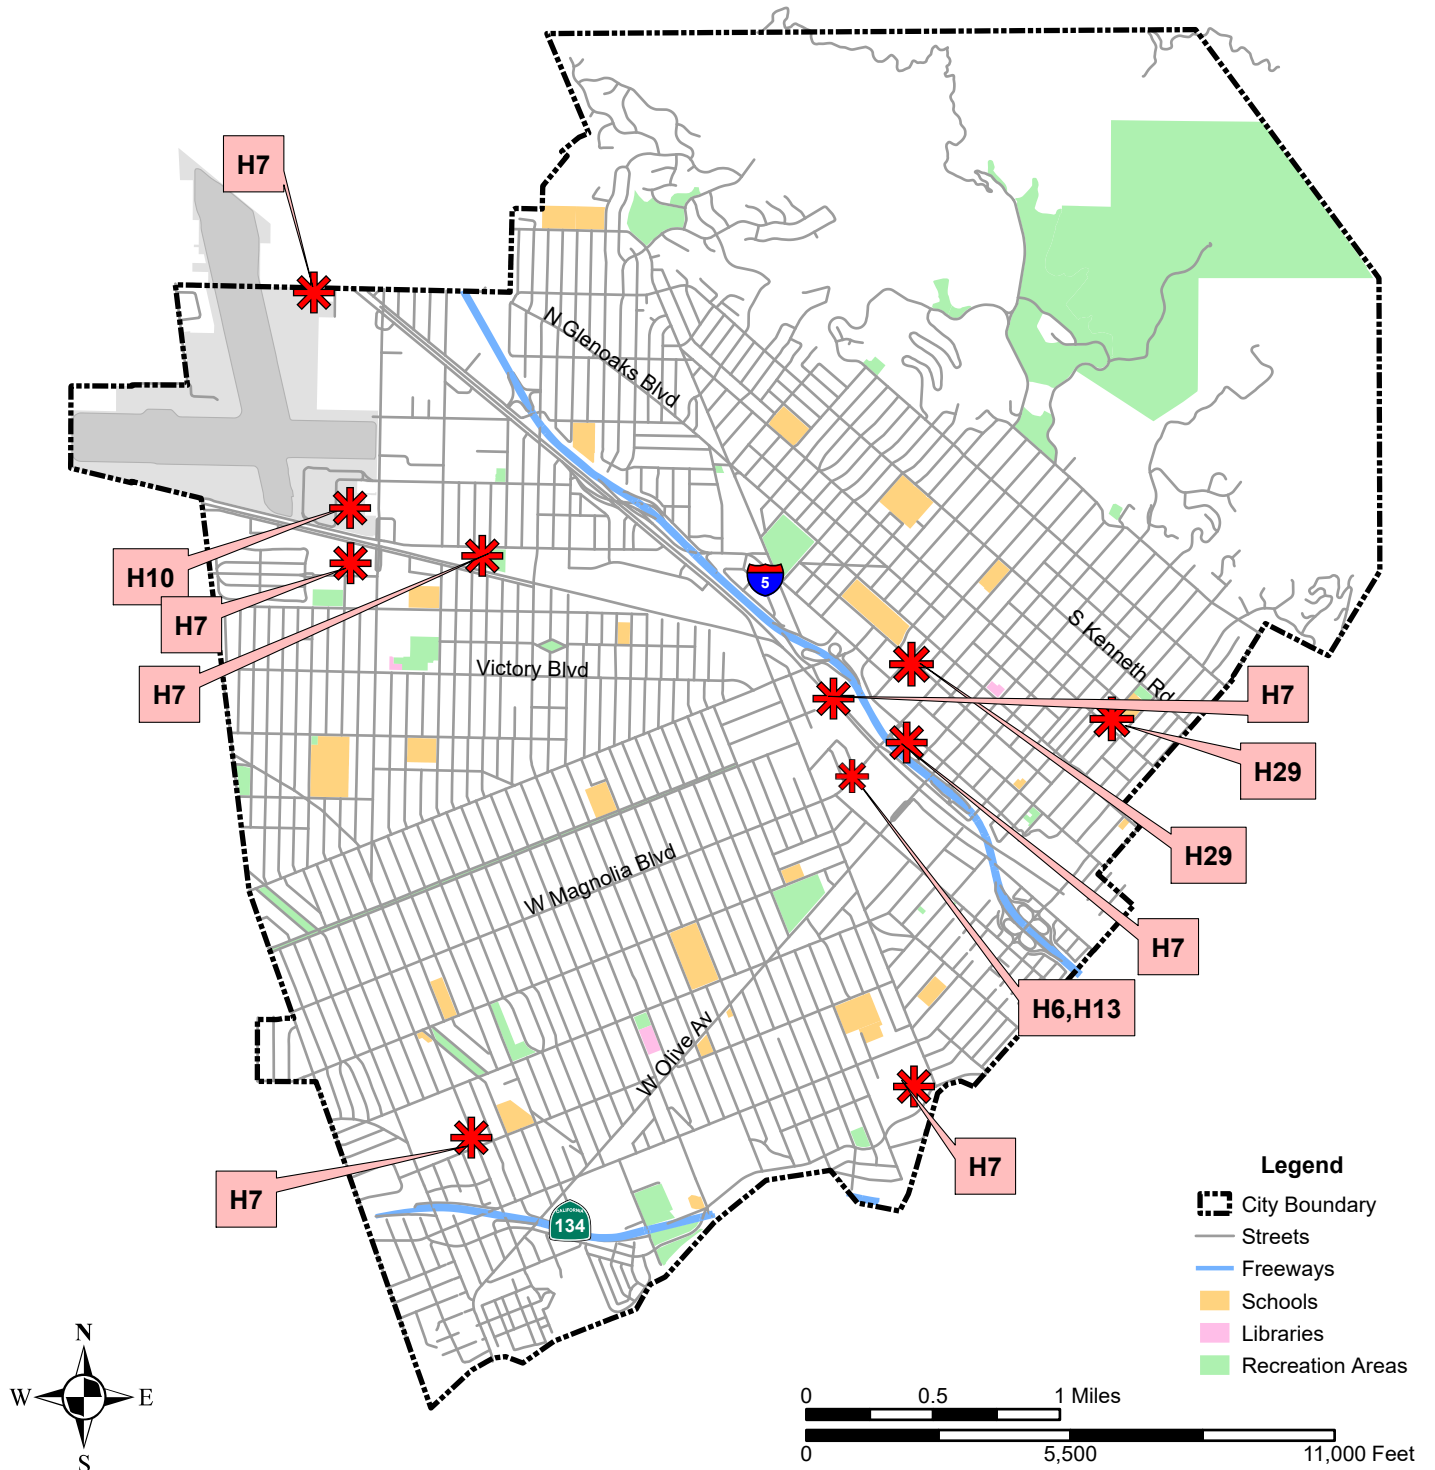 H7
N Glenoaks Blvd
H10
H7
H7
5
Victory Blvd
S Kenneth Rd
H7
H29
H29
W Magnolia Blvd
H7
H6,H13
W Olive Av
H7
H7
CALIFORNIA
134
Legend
City Boundary
Streets
Freeways
Schools
Libraries
Recreation Areas
N
W E
S
0 0.5 1 Miles
0 5,500 11,000 Feet